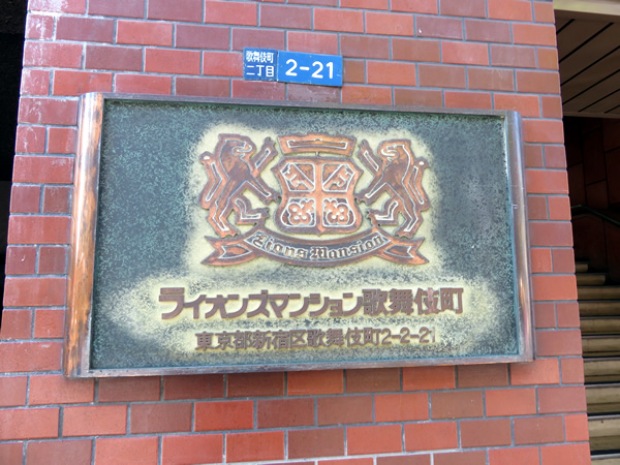 歌舞伎町
二丁目
2-21
Lions Mansion
ライオンズマンション歌舞伎町
東京都新宿区歌舞伎町2-2-21